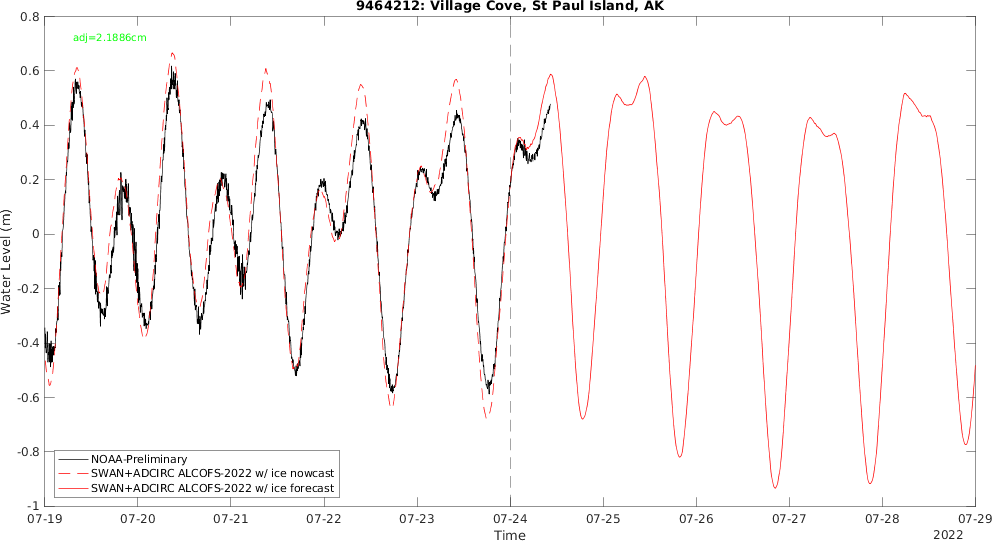 9464212: Village Cove, St Paul Island, AK
adj=2.1886cm
Water Level (m)
0.8
0.6
0.4
0.2
0
-0.2
-0.4
-0.6
-0.8
-1
NOAA-Preliminary
SWAN+ADCIRC ALCOFS-2022 w/ ice nowcast
SWAN+ADCIRC ALCOFS-2022 w/ ice forecast
07-19 07-20 07-21 07-22 07-23 07-24 07-25 07-26 07-27 07-28 07-29
Time
2022